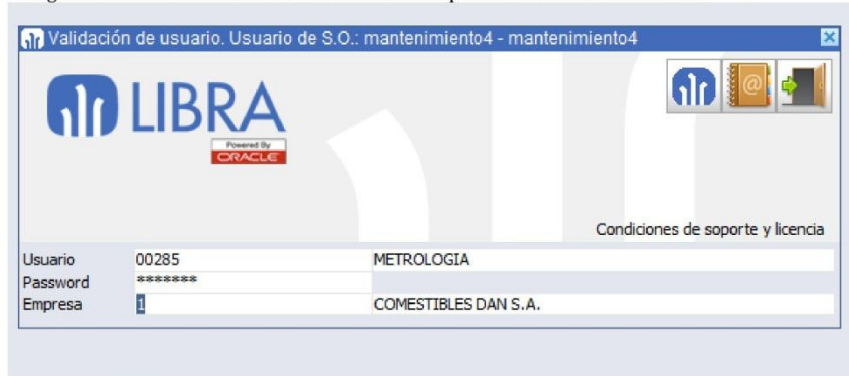 Validación de usuario. Usuario de S.O.: mantenimiento4 - mantenimiento4
LIBRA
Powered By
ORACLE
Condiciones de soporte y licencia
Usuario 00285 METROLOGIA
Password *******
Empresa 1 COMESTIBLES DAN S.A.